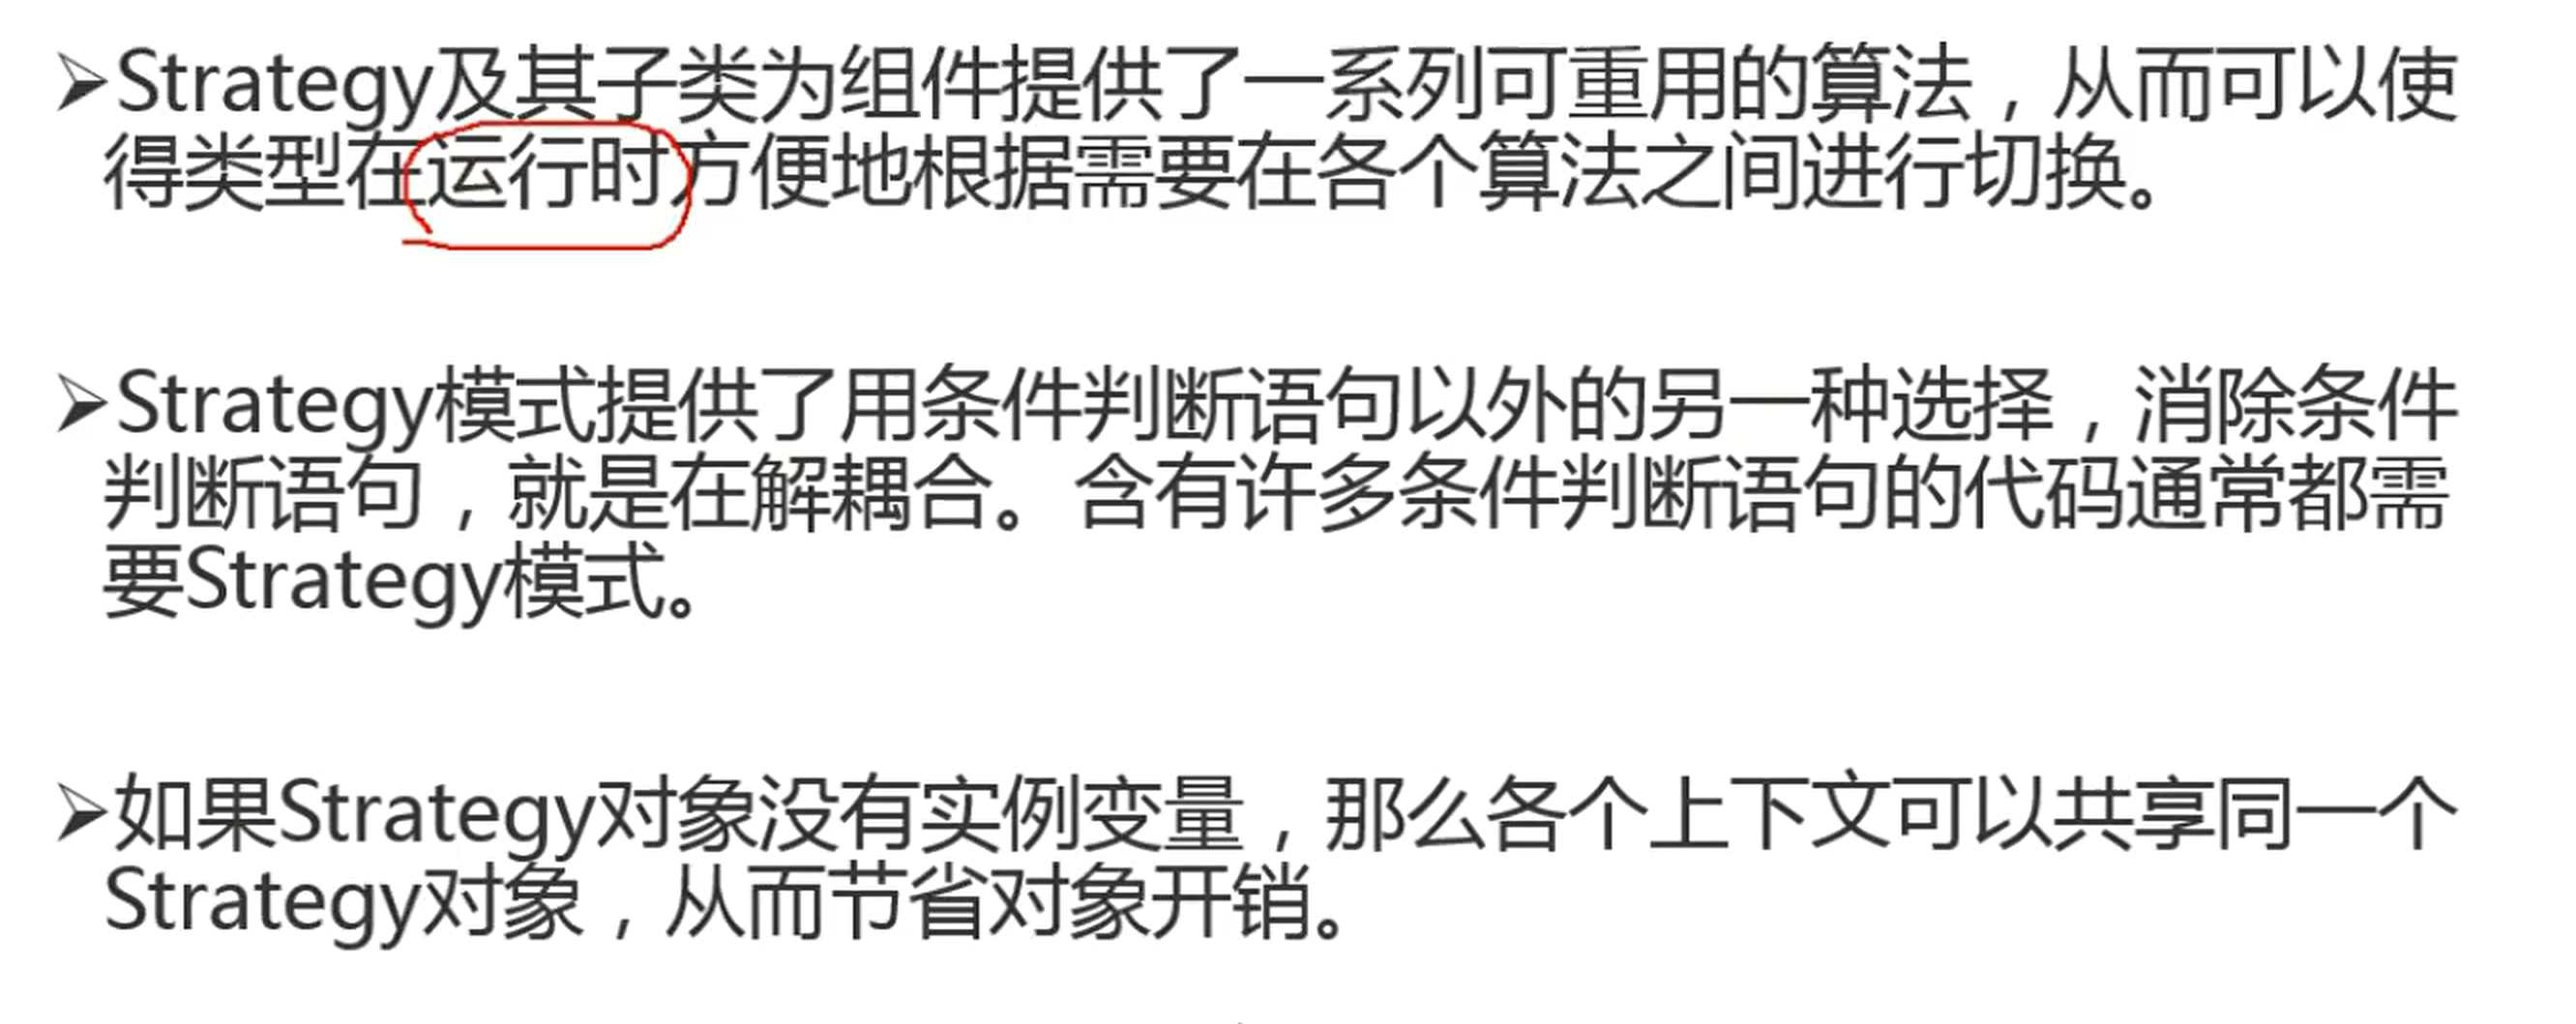 ➢Strategy及其子类为组件提供了一系列可重用的算法，从而可以使
得类型在运行时方便地根据需要在各个算法之间进行切换。
➢Strategy模式提供了用条件判断语句以外的另一种选择，消除条件
判断语句，就是在解耦合。含有许多条件判断语句的代码通常都需
要Strategy模式。
➢如果Strategy对象没有实例变量，那么各个上下文可以共享同一个
Strategy对象，从而节省对象开销。